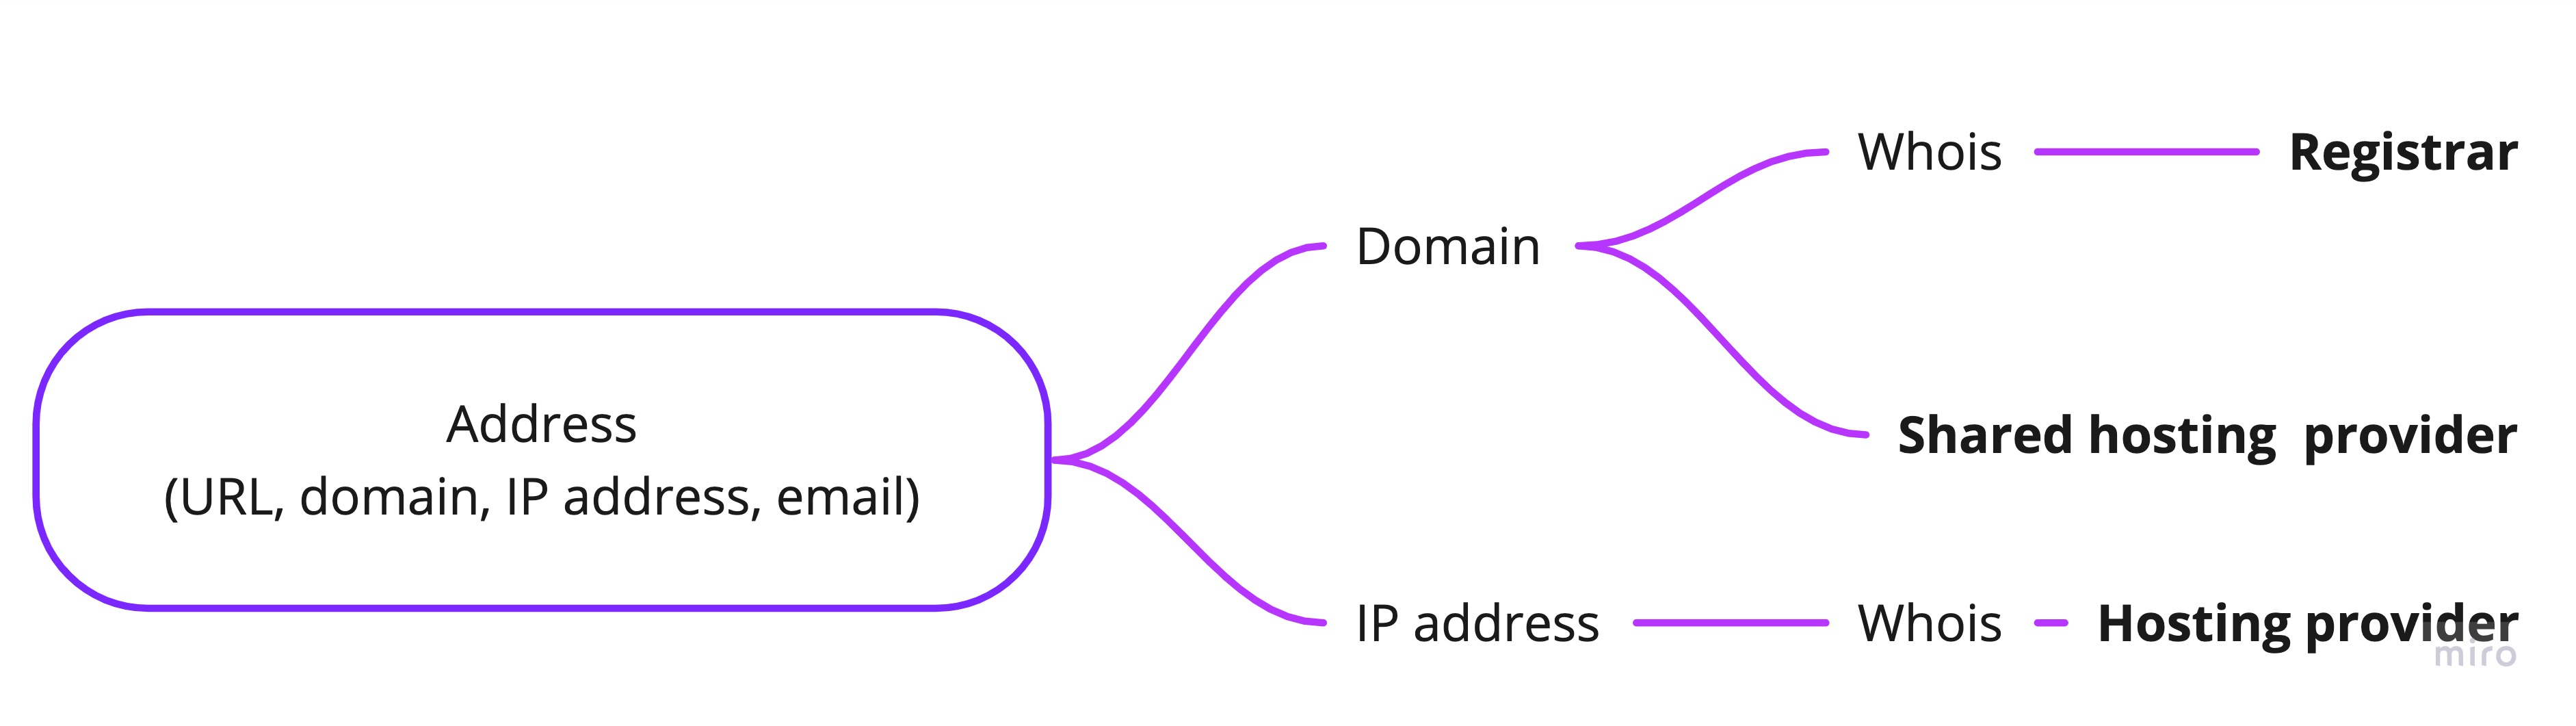 Address
(URL, domain, IP address, email)
Domain
Whois
Registrar
Shared hosting  provider
IP address
Whois
Hosting provider
miro